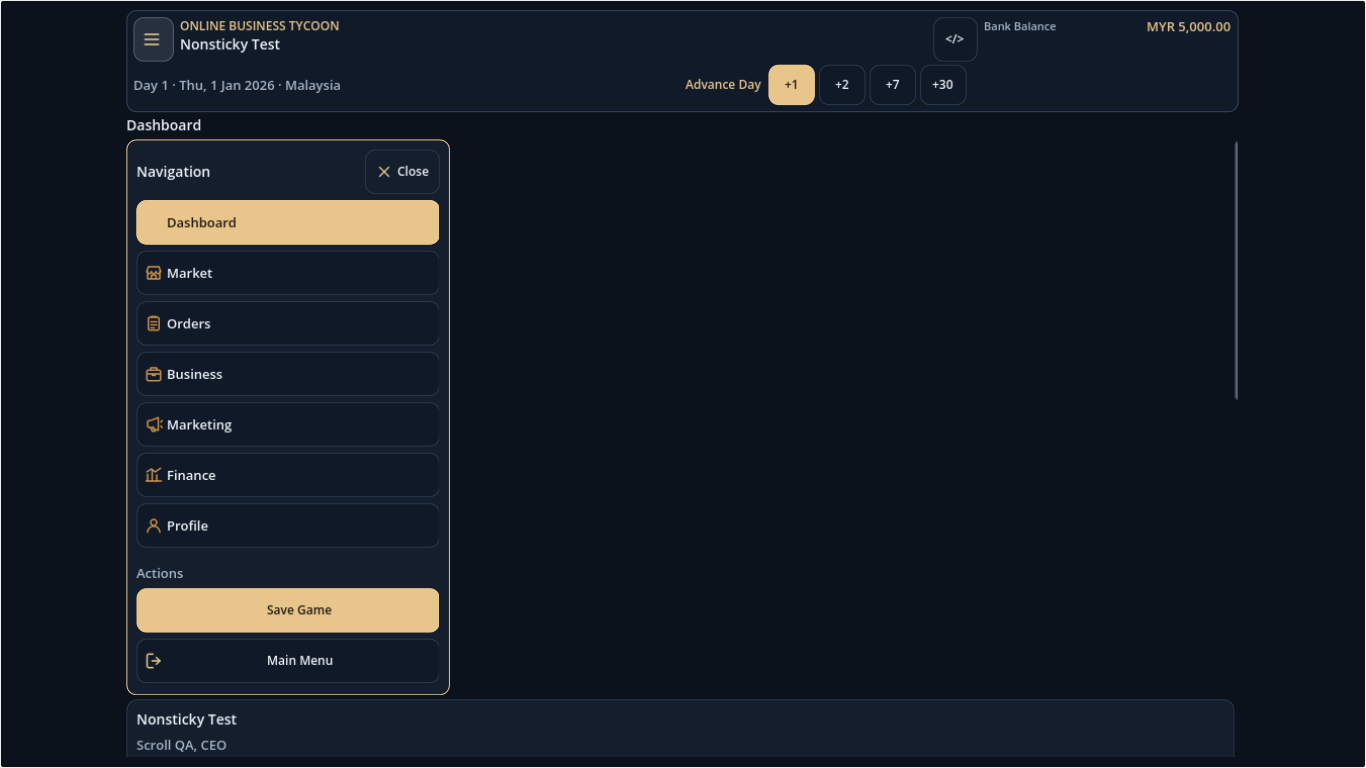 ONLINE BUSINESS TYCOON
Nonsticky Test
</>
Bank Balance
MYR 5,000.00
Day 1 · Thu, 1 Jan 2026 · Malaysia
Advance Day
+1
+2
+7
+30
Dashboard
Navigation
Close
Dashboard
Market
Orders
Business
Marketing
Finance
Profile
Actions
Save Game
Main Menu
Nonsticky Test
Scroll QA, CEO